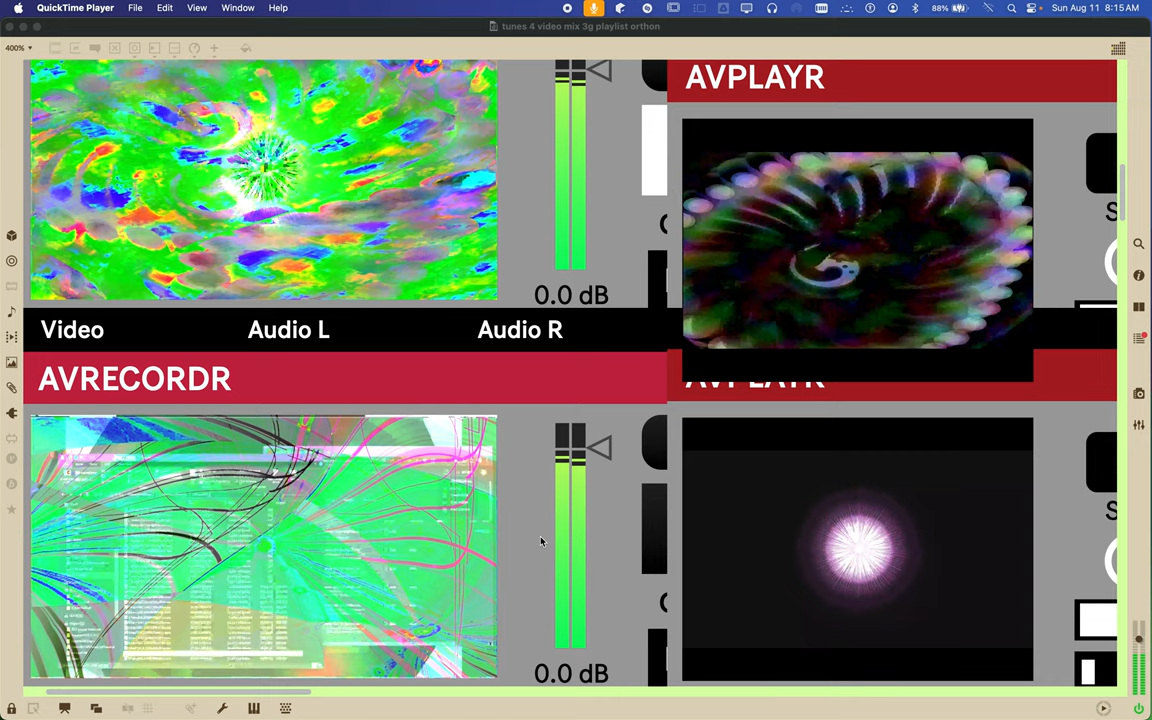 QuickTime Player File Edit View Window Help 88% Sun Aug 11 8:15 AM
tunes 4 video mix 3g playlist orthon
400%
AVPLAYR
0.0 dB
Video Audio L Audio R
AVRECORDR
AVPLAYR
0.0 dB